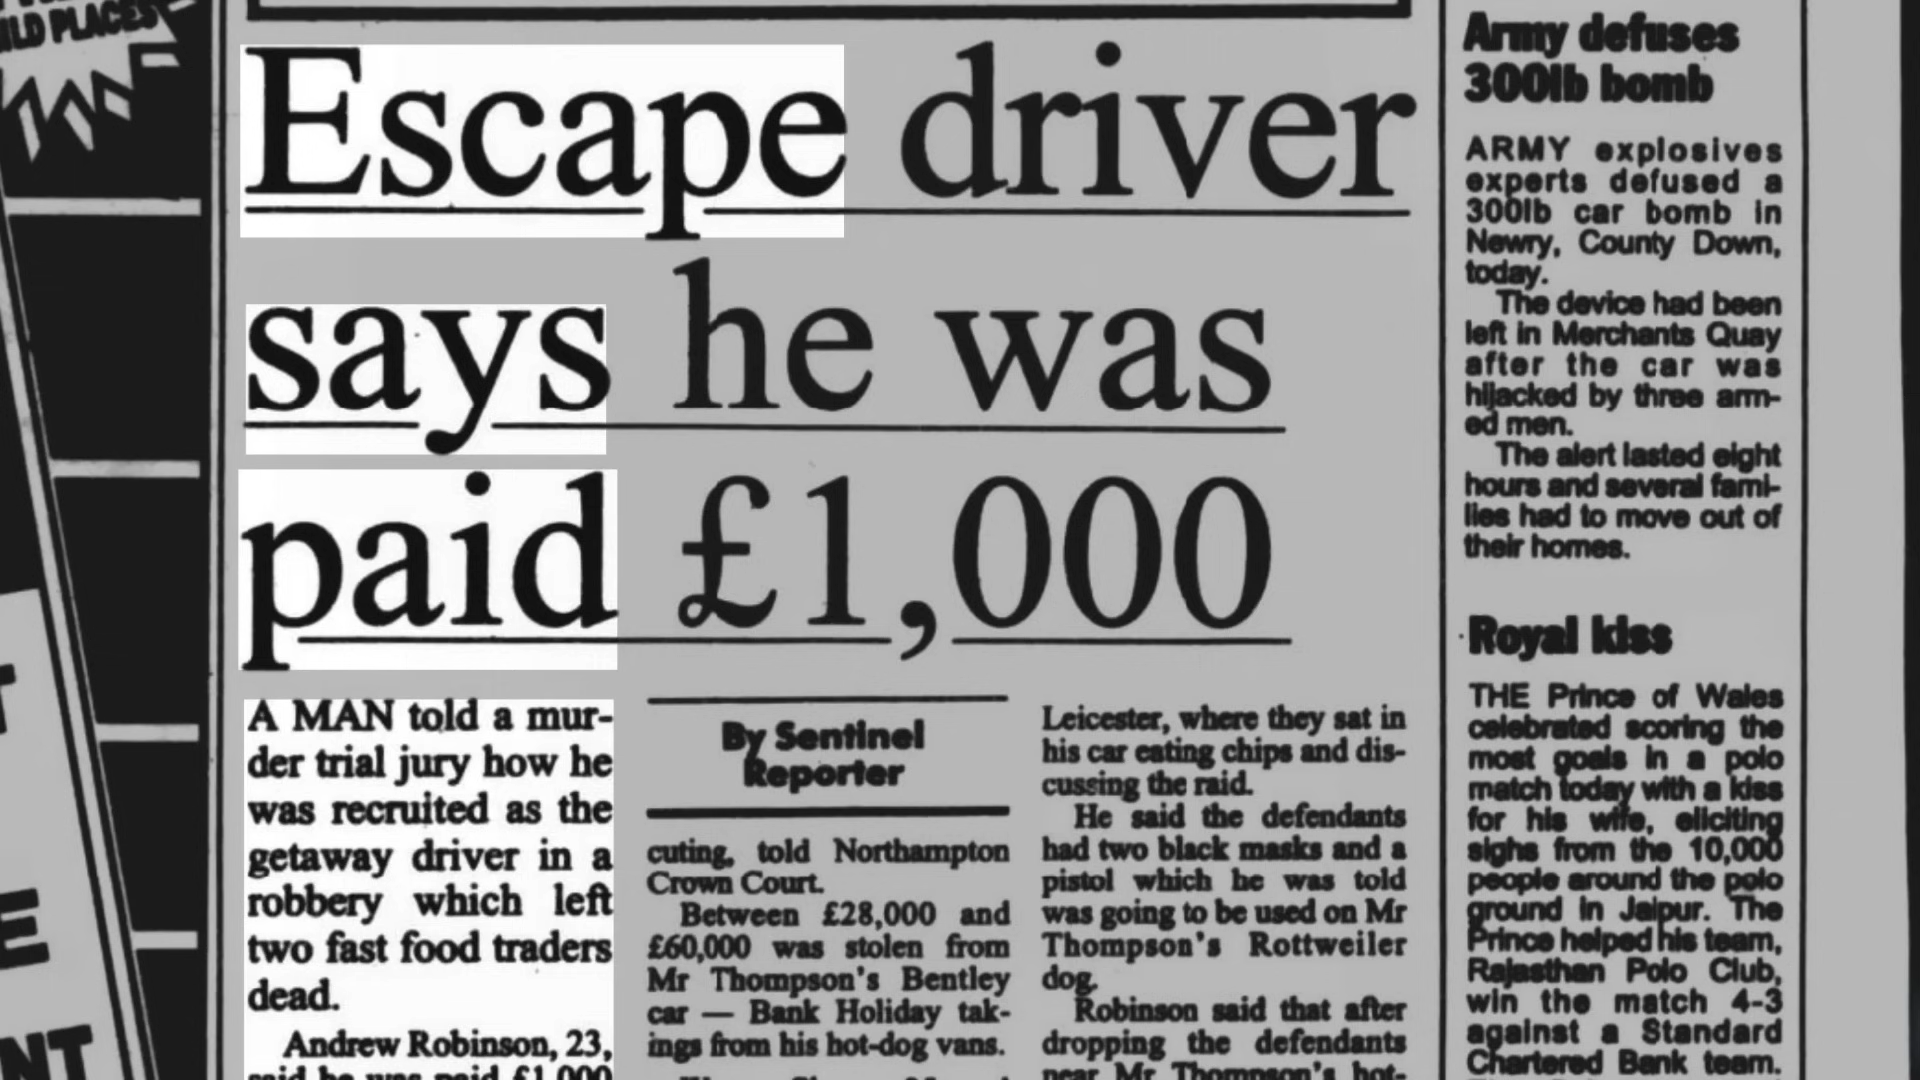 LD PLACES
Escape driver
says he was
paid £1,000
A MAN told a mur-
der trial jury how he
was recruited as the
getaway driver in a
robbery which left
two fast food traders
dead.
Andrew Robinson, 23,
said he was paid £1,000
By Sentinel
Reporter
cuting, told Northampton
Crown Court.
Between £28,000 and
£60,000 was stolen from
Mr Thompson's Bentley
car — Bank Holiday tak-
ings from his hot-dog vans.
Leicester, where they sat in
his car eating chips and dis-
cussing the raid.
He said the defendants
had two black masks and a
pistol which he was told
was going to be used on Mr
Thompson's Rottweiler
dog.
Robinson said that after
dropping the defendants
near Mr Thompson's hot-
Army defuses
300lb bomb
ARMY explosives
experts defused a
300lb car bomb in
Newry, County Down,
today.
The device had been
left in Merchants Quay
after the car was
hijacked by three arm-
ed men.
The alert lasted eight
hours and several fami-
lies had to move out of
their homes.
Royal kiss
THE Prince of Wales
celebrated scoring the
most goals in a polo
match today with a kiss
for his wife, eliciting
sighs from the 10,000
people around the polo
ground in Jaipur. The
Prince helped his team,
Rajasthan Polo Club,
win the match 4-3
against a Standard
Chartered Bank team.